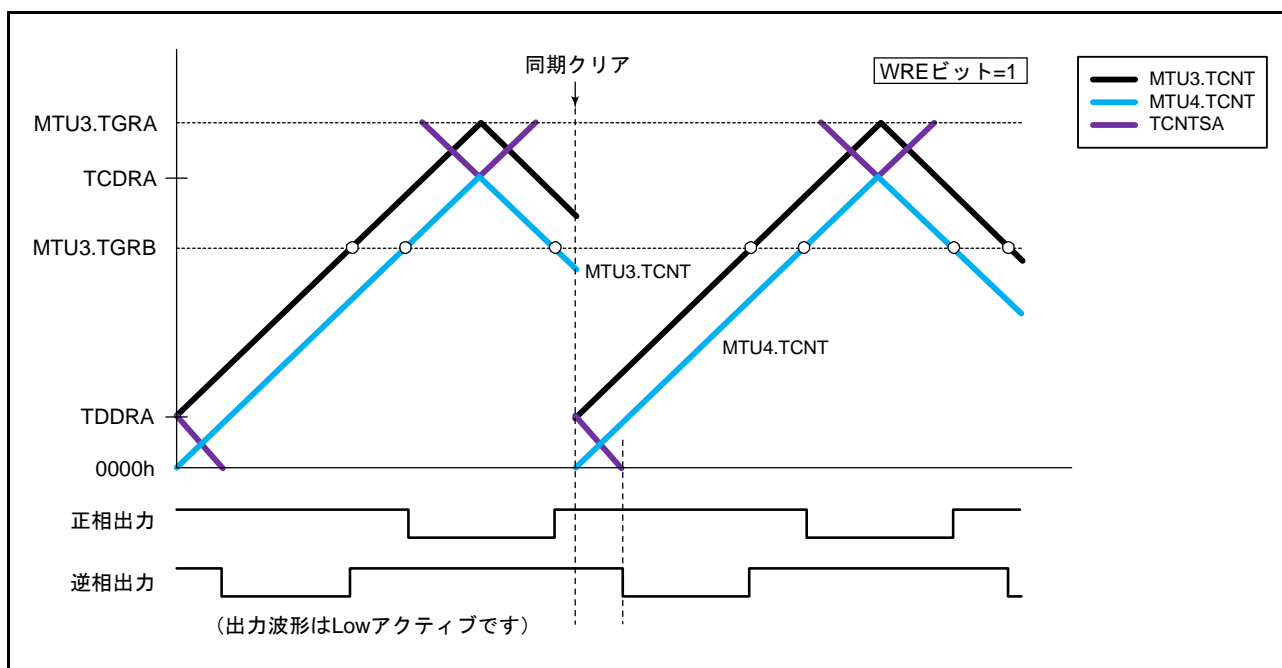 同期クリア
WREビット=1
MTU3.TCNT
MTU4.TCNT
TCNTSA
MTU3.TGRA
TCDRA
MTU3.TGRB
MTU3.TCNT
MTU4.TCNT
TDDRA
0000h
正相出力
逆相出力
（出力波形はLowアクティブです）